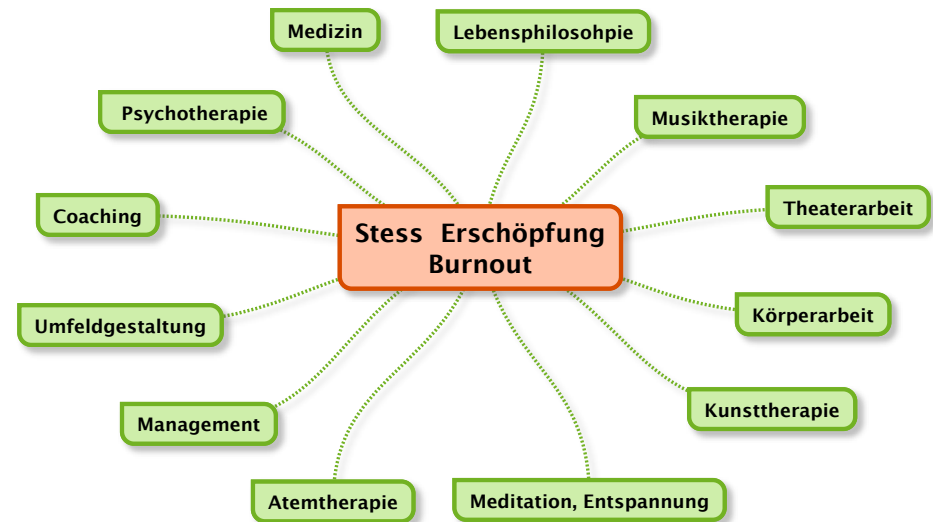 Medizin
Lebensphilosohpie
Psychotherapie
Musiktherapie
Coaching
Theaterarbeit
Stess Erschöpfung
Burnout
Umfeldgestaltung
Körperarbeit
Management
Kunsttherapie
Atemtherapie
Meditation, Entspannung